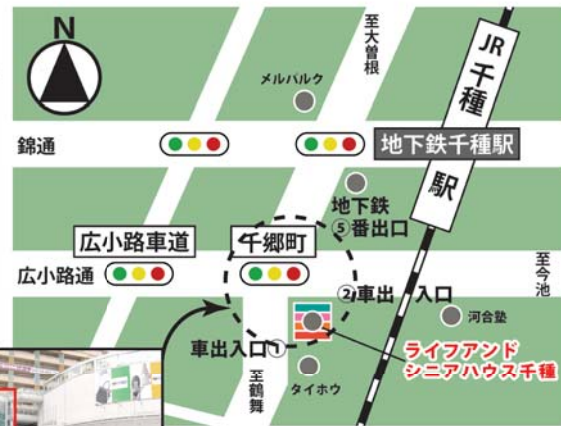 N
至大曽根
JR千種駅
メルパルク
錦通
地下鉄千種駅
地下鉄
⑤番出口
広小路車道
千郷町
広小路通
至今池
②車出入口
河合塾
車出入口①
ライフアンド
シニアハウス千種
至鶴舞
タイホウ